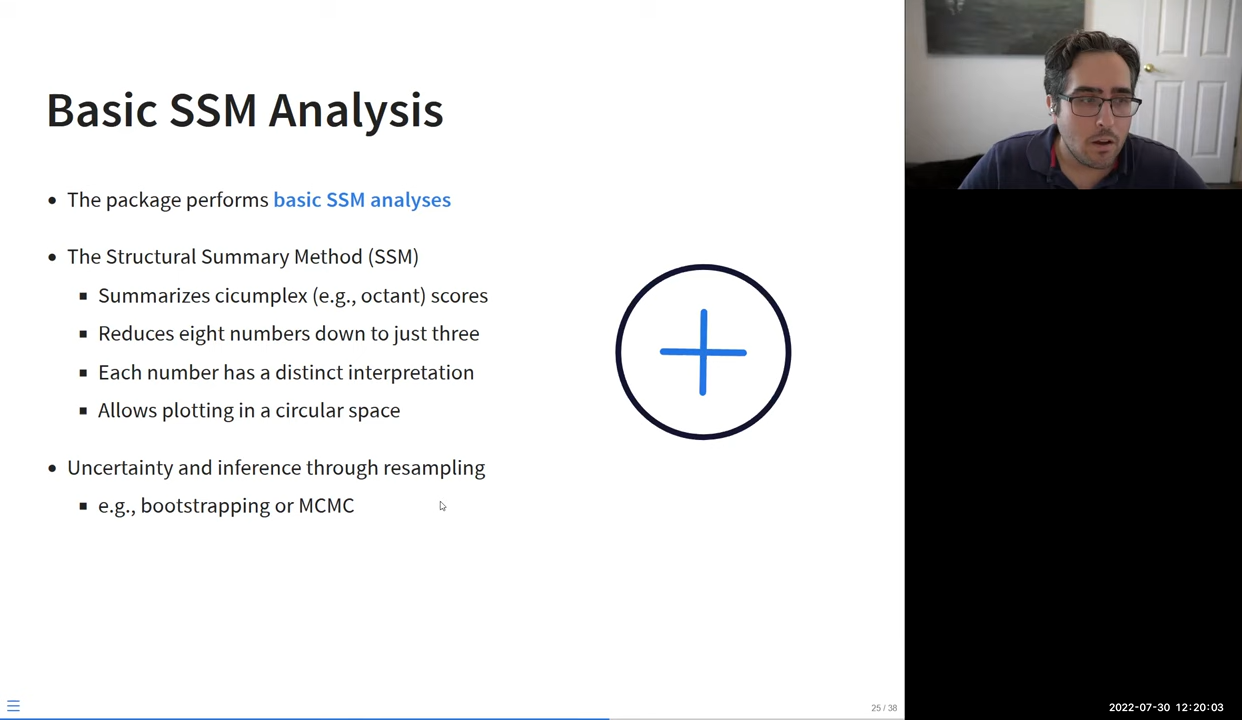 Basic SSM Analysis
The package performs basic SSM analyses
The Structural Summary Method (SSM)
Summarizes cicumplex (e.g., octant) scores
Reduces eight numbers down to just three
Each number has a distinct interpretation
Allows plotting in a circular space
Uncertainty and inference through resampling
e.g., bootstrapping or MCMC
25 / 38
2022-07-30 12:20:03